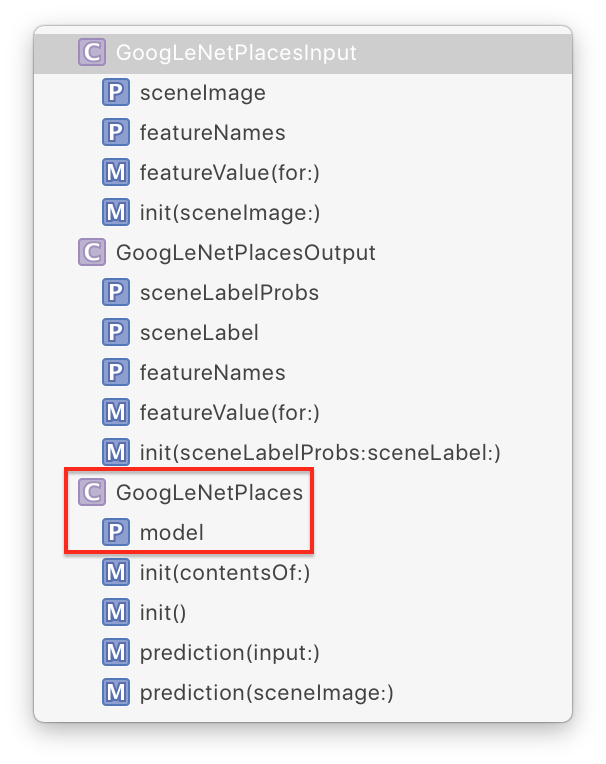 C GoogLeNetPlacesInput
P sceneImage
P featureNames
M featureValue(for:)
M init(sceneImage:)
C GoogLeNetPlacesOutput
P sceneLabelProbs
P sceneLabel
P featureNames
M featureValue(for:)
M init(sceneLabelProbs:sceneLabel:)
C GoogLeNetPlaces
P model
M init(contentsOf:)
M init()
M prediction(input:)
M prediction(sceneImage:)